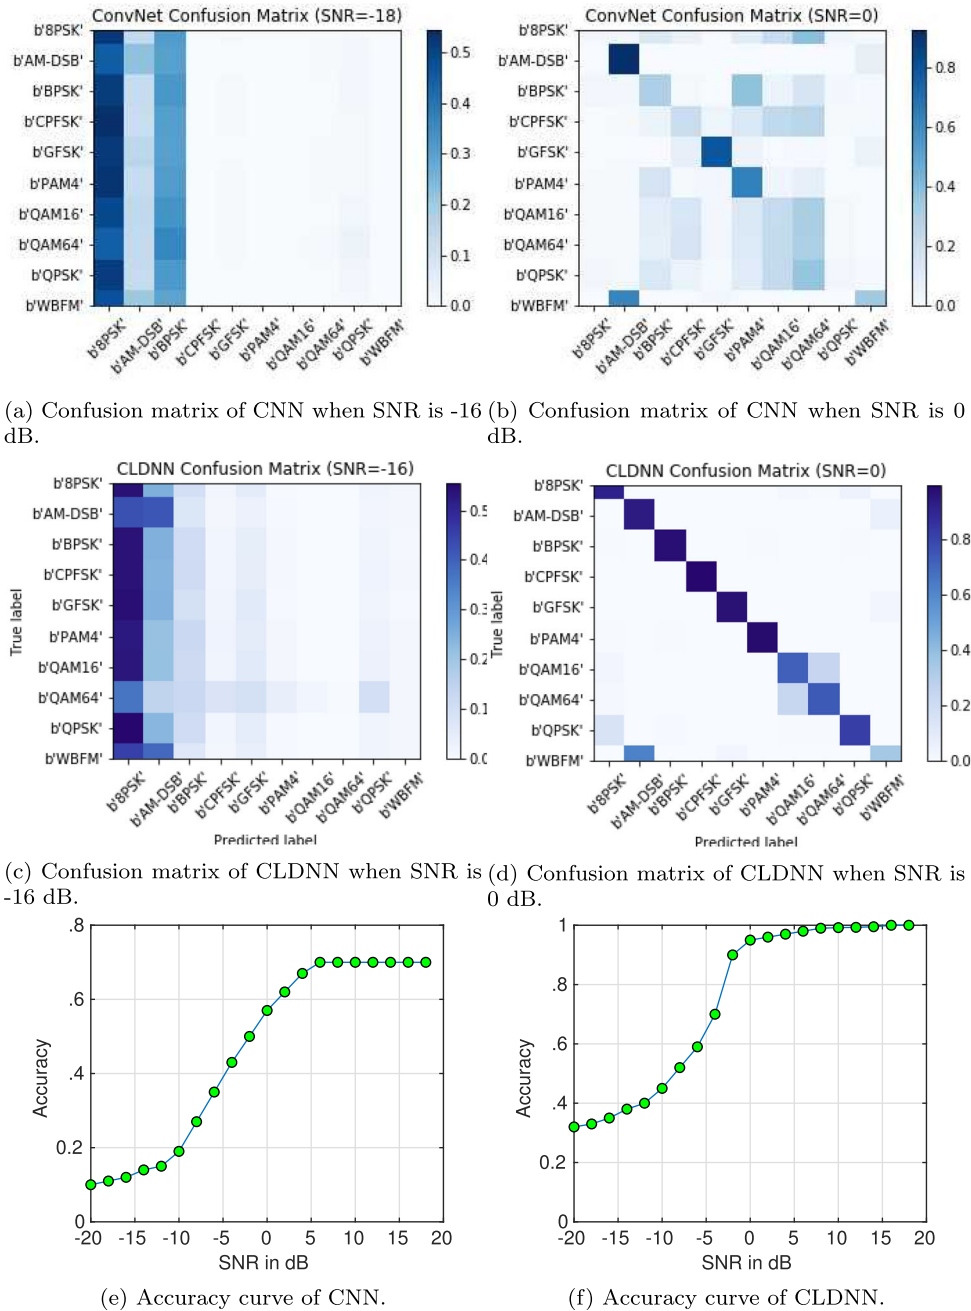 ConvNet Confusion Matrix (SNR=-18)
b'8PSK'
b'AM-DSB'
b'BPSK'
b'CPFSK'
b'GFSK'
b'PAM4'
b'QAM16'
b'QAM64'
b'QPSK'
b'WBFM'
b'8PSK'
b'AM-DSB'
b'BPSK'
b'CPFSK'
b'GFSK'
b'PAM4'
b'QAM16'
b'QAM64'
b'QPSK'
b'WBFM'
0.5
0.4
0.3
0.2
0.1
0.0
ConvNet Confusion Matrix (SNR=0)
b'8PSK'
b'AM-DSB'
b'BPSK'
b'CPFSK'
b'GFSK'
b'PAM4'
b'QAM16'
b'QAM64'
b'QPSK'
b'WBFM'
b'8PSK'
b'AM-DSB'
b'BPSK'
b'CPFSK'
b'GFSK'
b'PAM4'
b'QAM16'
b'QAM64'
b'QPSK'
b'WBFM'
0.8
0.6
0.4
0.2
0.0
(a) Confusion matrix of CNN when SNR is -16
dB.
(b) Confusion matrix of CNN when SNR is 0
dB.
CLDNN Confusion Matrix (SNR=-16)
True label
b'8PSK'
b'AM-DSB'
b'BPSK'
b'CPFSK'
b'GFSK'
b'PAM4'
b'QAM16'
b'QAM64'
b'QPSK'
b'WBFM'
b'8PSK'
b'AM-DSB'
b'BPSK'
b'CPFSK'
b'GFSK'
b'PAM4'
b'QAM16'
b'QAM64'
b'QPSK'
b'WBFM'
Predicted label
0.5
0.4
0.3
0.2
0.1
0.0
CLDNN Confusion Matrix (SNR=0)
True label
b'8PSK'
b'AM-DSB'
b'BPSK'
b'CPFSK'
b'GFSK'
b'PAM4'
b'QAM16'
b'QAM64'
b'QPSK'
b'WBFM'
b'8PSK'
b'AM-DSB'
b'BPSK'
b'CPFSK'
b'GFSK'
b'PAM4'
b'QAM16'
b'QAM64'
b'QPSK'
b'WBFM'
Predicted label
0.8
0.6
0.4
0.2
0.0
(c) Confusion matrix of CLDNN when SNR is
-16 dB.
(d) Confusion matrix of CLDNN when SNR is
0 dB.
Accuracy
.8
.6
.4
0.2
0
-20 -15 -10 -5 0 5 10 15 20
SNR in dB
(e) Accuracy curve of CNN.
Accuracy
1
.8
.6
.4
0.2
0
-20 -15 -10 -5 0 5 10 15 20
SNR in dB
(f) Accuracy curve of CLDNN.